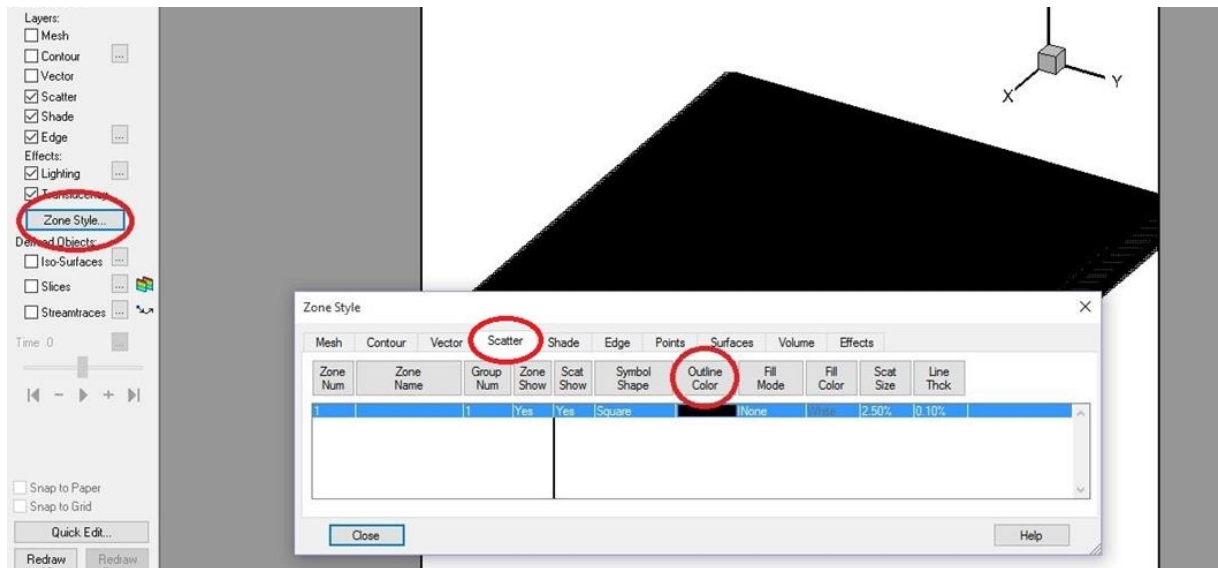 Layers:
Mesh
Contour ...
Vector
Scatter
Shade
Edge ...
Effects:
Lighting ...
Translucency
Zone Style...
Derived Objects:
Iso-Surfaces ...
Slices ...
Streamtraces ...
Time 0 ...
Snap to Paper
Snap to Grid
Quick Edit...
Redraw Redraw
X Y
Zone Style
Mesh Contour Vector Scatter Shade Edge Points Surfaces Volume Effects
Zone Num Zone Name Group Num Zone Show Scat Show Symbol Shape Outline Color Fill Mode Fill Color Scat Size Line Thck
1 1 Yes Yes Square None White 2.50% 0.10%
Close Help